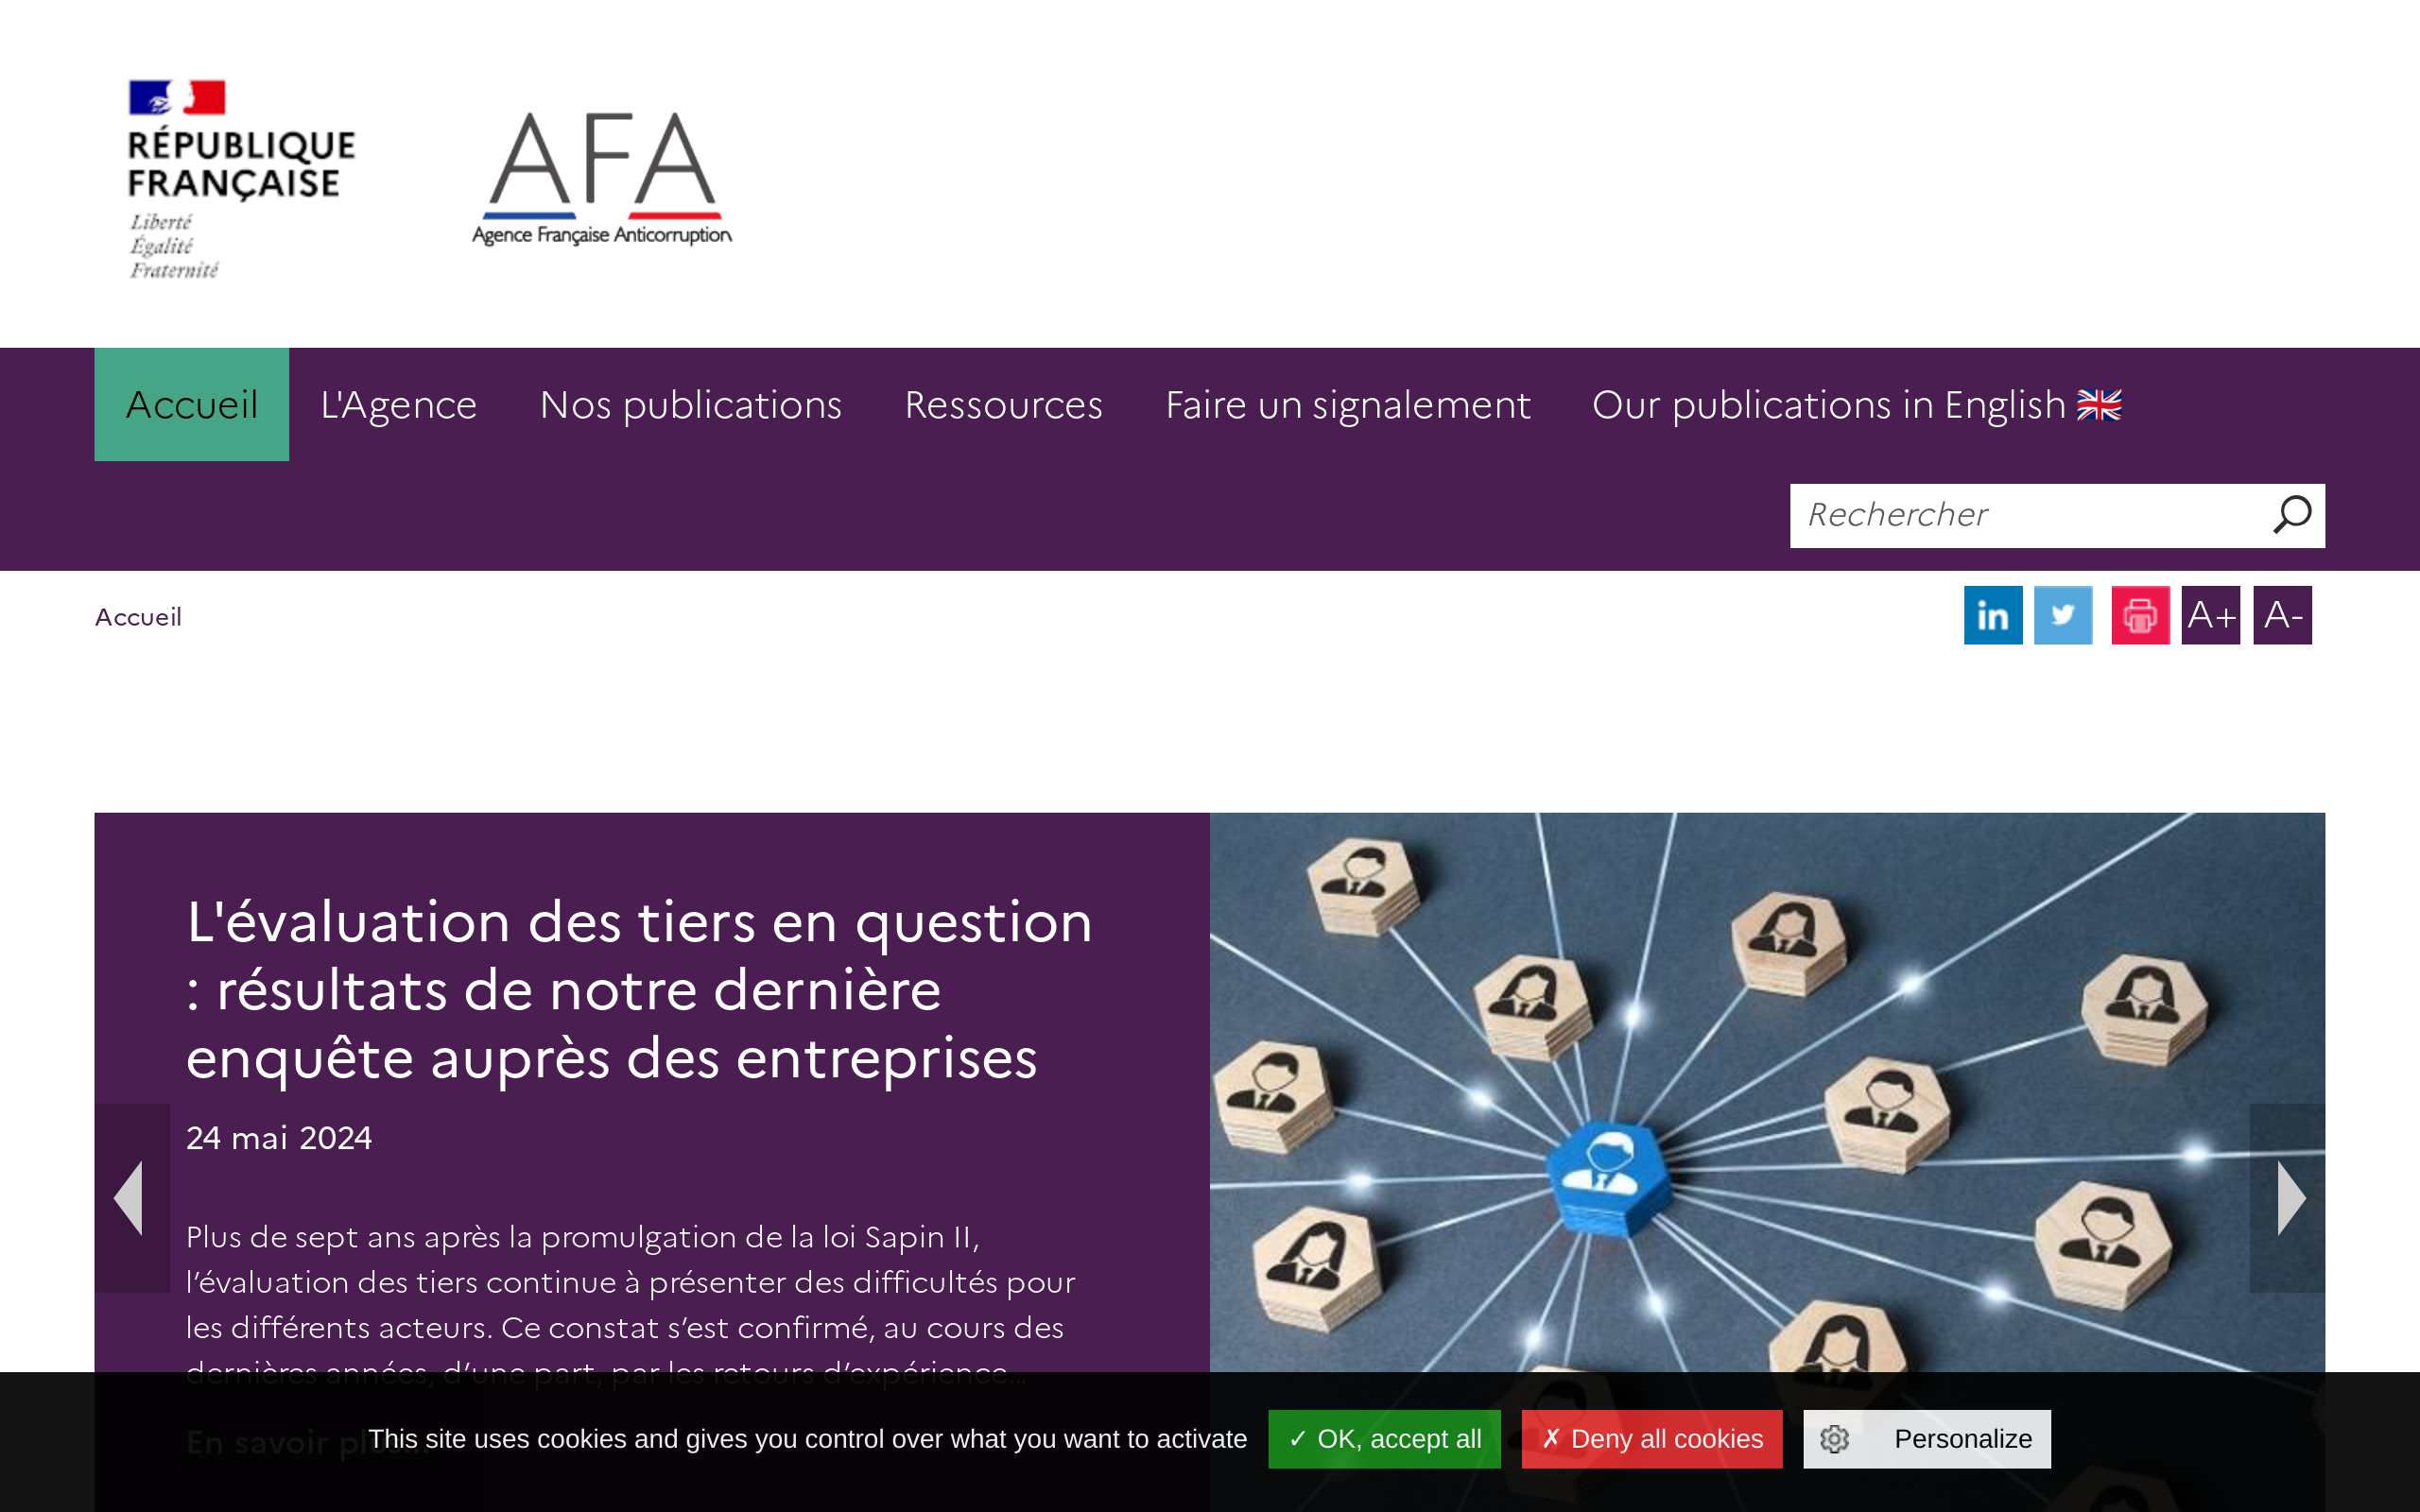 RÉPUBLIQUE
FRANÇAISE
Liberté
Égalité
Fraternité
AFA
Agence Française Anticorruption
Accueil
L'Agence
Nos publications
Ressources
Faire un signalement
Our publications in English 🇬🇧
Rechercher
Accueil
in
A+
A-
L'évaluation des tiers en question
: résultats de notre dernière
enquête auprès des entreprises
24 mai 2024
Plus de sept ans après la promulgation de la loi Sapin II,
l’évaluation des tiers continue à présenter des difficultés pour
les différents acteurs. Ce constat s’est confirmé, au cours des
dernières années, d’une part, par les retours d’expérience...
En savoir plus...
This site uses cookies and gives you control over what you want to activate
✓ OK, accept all
✗ Deny all cookies
Personalize